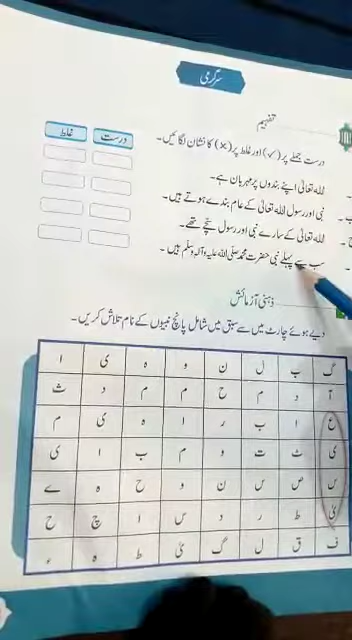 سرگرمی
تفہیم
درست جملے پر (✓) اور غلط پر (×) کا نشان لگائیں۔
درست غلط
اللہ تعالیٰ اپنے بندوں پر مہربان ہے۔
نبی اور رسول اللہ تعالیٰ کے عام بندے ہوتے ہیں۔
اللہ تعالیٰ کے سارے نبی اور رسول سچے تھے۔
سب سے پہلے نبی حضرت محمد صلی اللہ علیہ وآلہ وسلم ہیں۔
ذہنی آزمائش
دیے ہوئے چارٹ میں سے سبق میں شامل پانچ نبیوں کے نام تلاش کریں۔
گ ب ل ن و ہ ی ا
آ د م ح م م د ث
ع ا ب ر ا ہ ی م
ی ث ت و م ب ا ی
س ص س ن و ح ہ ے
یٰ ط ر د س ا چ ح
ف ق ل گ ئ ط ہ ء